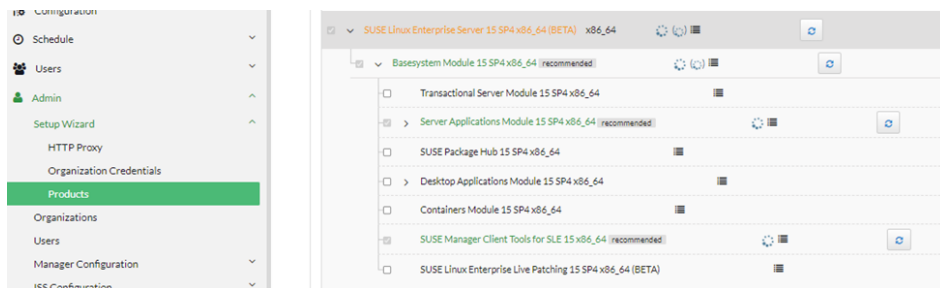 Configuration
Schedule
Users
Admin
Setup Wizard
HTTP Proxy
Organization Credentials
Products
Organizations
Users
Manager Configuration
ISS Configuration
SUSE Linux Enterprise Server 15 SP4 x86_64 (BETA) x86_64
Basesystem Module 15 SP4 x86_64 recommended
Transactional Server Module 15 SP4 x86_64
Server Applications Module 15 SP4 x86_64 recommended
SUSE Package Hub 15 SP4 x86_64
Desktop Applications Module 15 SP4 x86_64
Containers Module 15 SP4 x86_64
SUSE Manager Client Tools for SLE 15 x86_64 recommended
SUSE Linux Enterprise Live Patching 15 SP4 x86_64 (BETA)